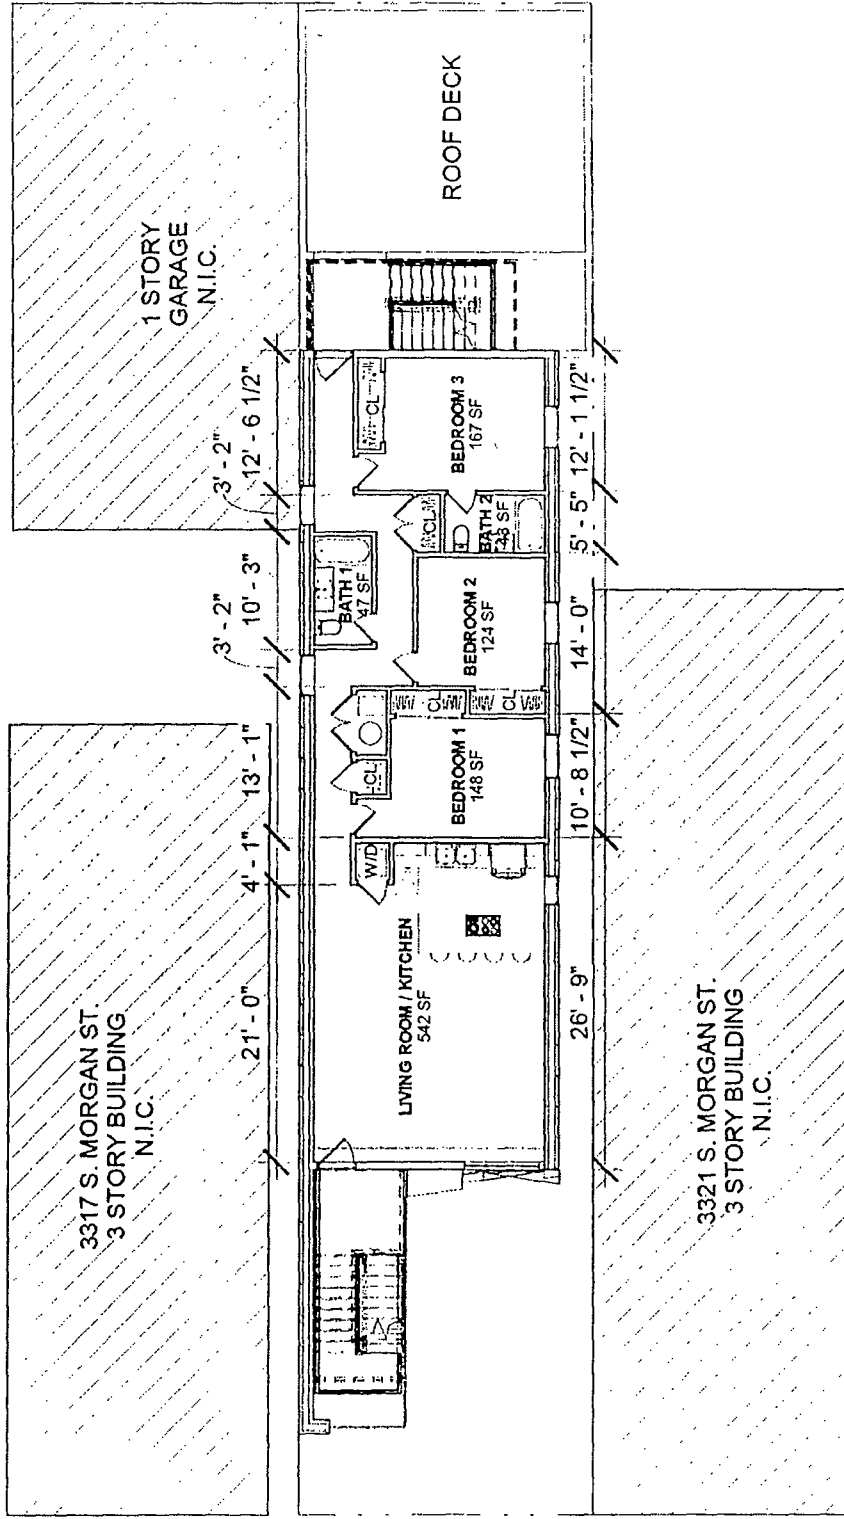 3317 S. MORGAN ST.
3 STORY BUILDING
N.I.C.
1 STORY
GARAGE
N.I.C.
21' - 0"
4' - 1"
13' - 1"
3' - 2"
10' - 3"
3' - 2"
12' - 6 1/2"
LIVING ROOM / KITCHEN
542 SF
W/D
CL
BEDROOM 1
148 SF
CL
CL
BATH 1
47 SF
BEDROOM 2
124 SF
CL
BATH 2
43 SF
CL
BEDROOM 3
167 SF
ROOF DECK
26' - 9"
10' - 8 1/2"
14' - 0"
5' - 5"
12' - 1 1/2"
3321 S. MORGAN ST.
3 STORY BUILDING
N.I.C.